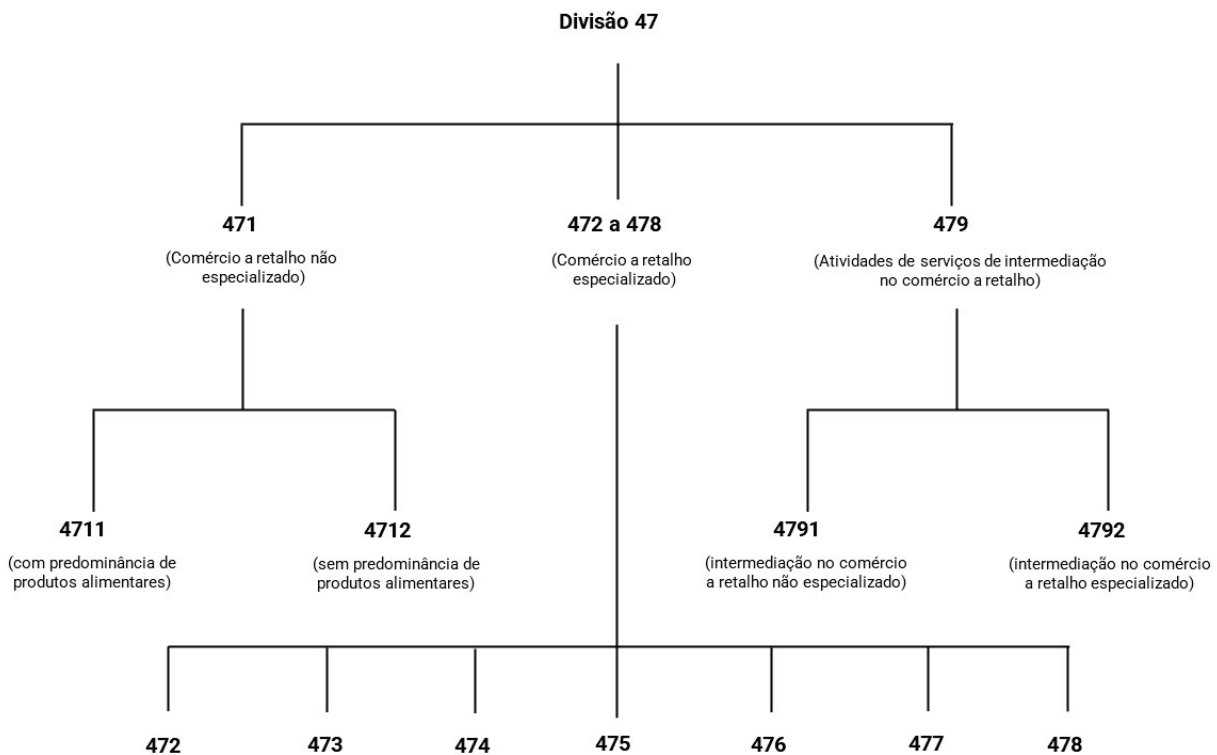 Divisão 47
471
(Comércio a retalho não
especializado)
472 a 478
(Comércio a retalho
especializado)
479
(Atividades de serviços de intermediação
no comércio a retalho)
4711
(com predominância de
produtos alimentares)
4712
(sem predominância de
produtos alimentares)
4791
(intermediação no comércio
a retalho não especializado)
4792
(intermediação no comércio
a retalho especializado)
472
473
474
475
476
477
478